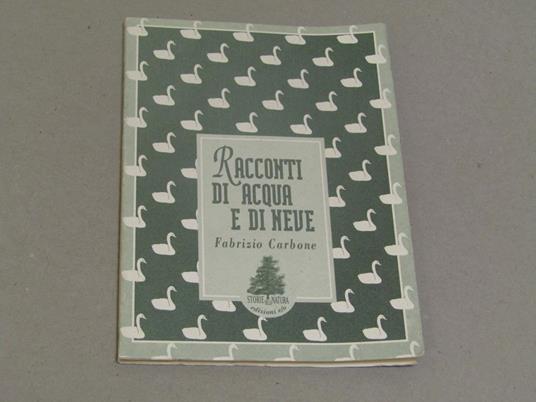 RACCONTI
DI ACQUA
E DI NEVE
Fabrizio Carbone
STORIE NATURA
edizioni e/o